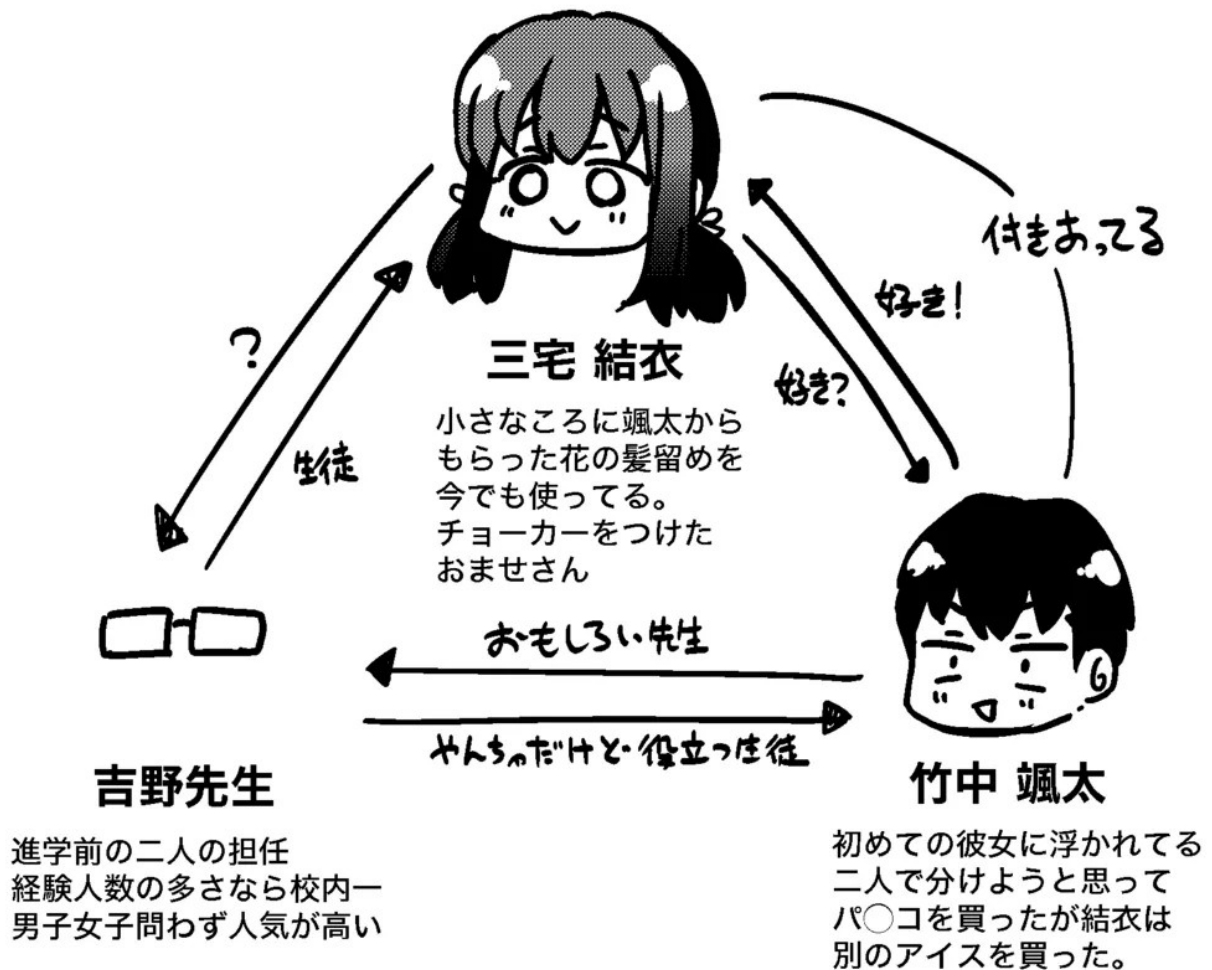 付きあってる
好き!
好き?
?
生徒
三宅 結衣
小さなころに颯太から
もらった花の髪留めを
今でも使ってる。
チョーカーをつけた
おませさん
おもしろい先生
やんちゃだけど役立つ生徒
吉野先生
進学前の二人の担任
経験人数の多さなら校内一
男子女子問わず人気が高い
竹中 颯太
初めての彼女に浮かれてる
二人で分けようと思って
パ◯コを買ったが結衣は
別のアイスを買った。